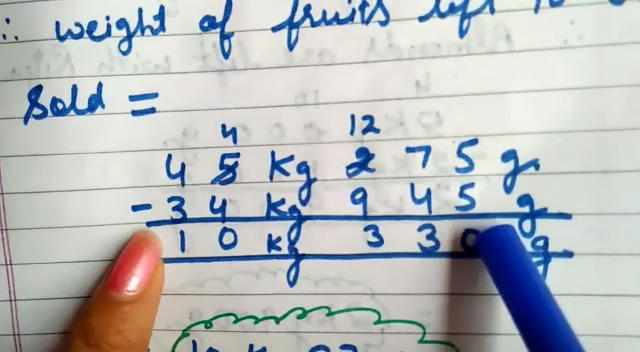 ∴ weight of fruits left to
Sold =
4 12
4 5 Kg 2 7 5 g
- 3 4 Kg 9 4 5 g
1 0 Kg 3 3 0 g